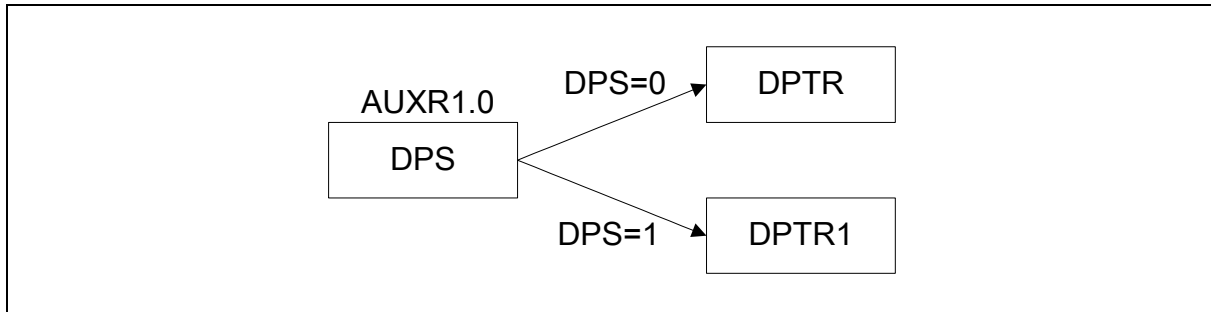 DPS=0
DPTR
AUXR1.0
DPS
DPS=1
DPTR1